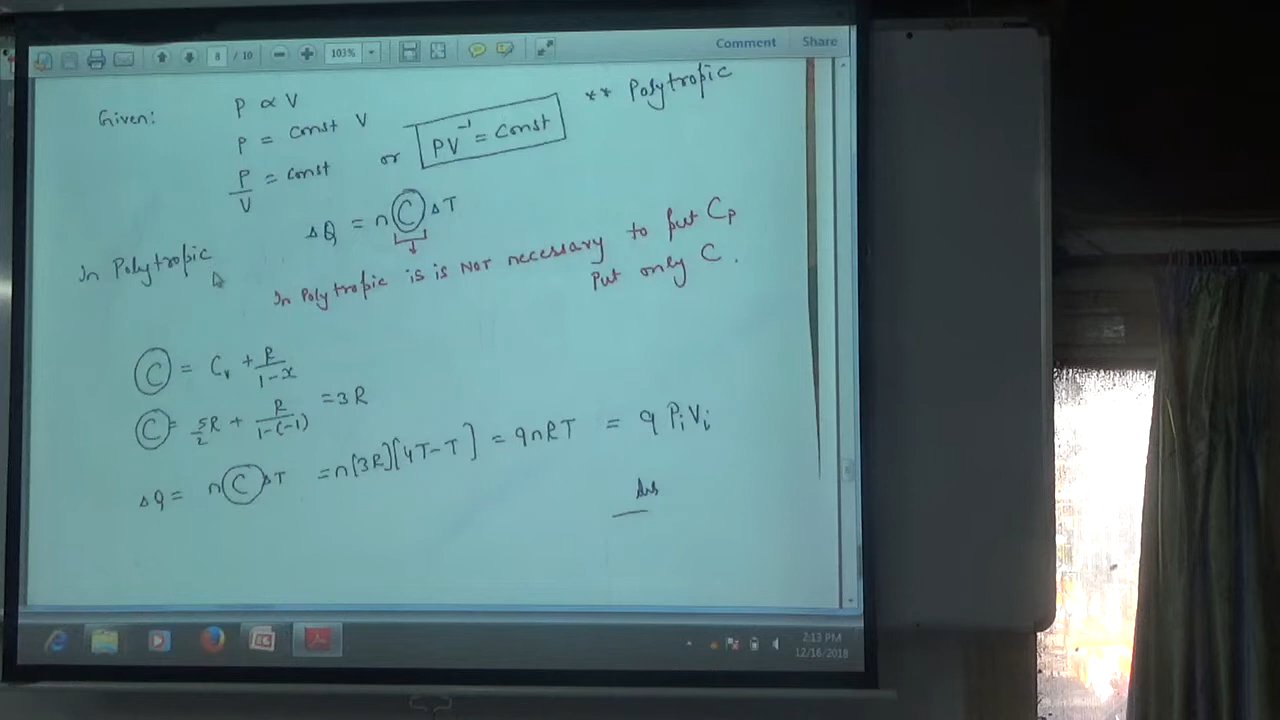 Comment Share
8 / 10 103%
Given: P ∝ V
** Polytropic
P = Const V
P/V = Const or PV⁻¹ = Const
ΔQ = n C ΔT
In Polytropic
In Polytropic is is NOT necessary to put Cp
Put only C.
C = Cv + R/1-x
C = 5/2 R + R/1-(-1) = 3R
ΔQ = n C ΔT = n[3R][4T-T] = 9nRT = 9 PiVi
Ans
2:13 PM
12/16/2018